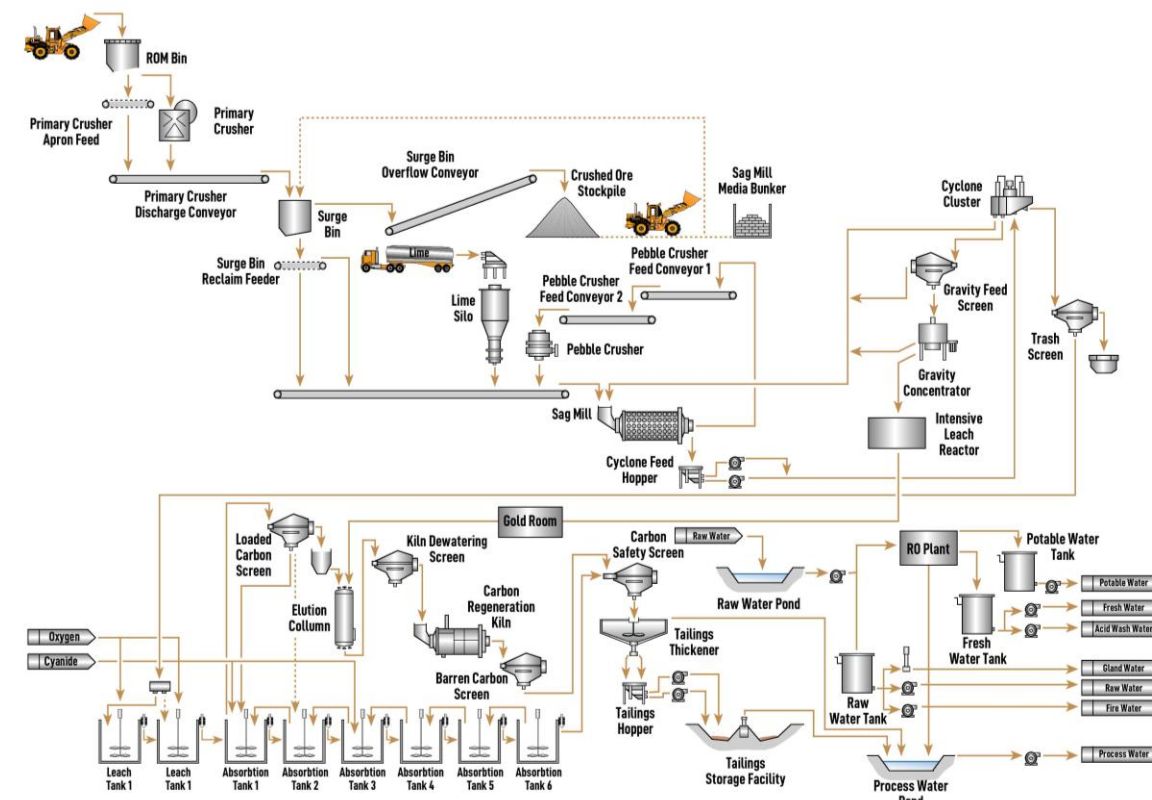 ROM Bin
Primary Crusher
Apron Feed
Primary
Crusher
Primary Crusher
Discharge Conveyor
Surge Bin
Overflow Conveyor
Surge
Bin
Surge Bin
Reclaim Feeder
Crushed Ore
Stockpile
Sag Mill
Media Bunker
Lime
Lime
Silo
Pebble Crusher
Feed Conveyor 1
Pebble Crusher
Feed Conveyor 2
Pebble Crusher
Cyclone
Cluster
Gravity Feed
Screen
Trash
Screen
Gravity
Concentrator
Intensive
Leach
Reactor
Sag Mill
Cyclone Feed
Hopper
Gold Room
Loaded
Carbon
Screen
Elution
Collumn
Kiln Dewatering
Screen
Carbon
Regeneration
Kiln
Barren Carbon
Screen
Carbon
Safety Screen
Raw Water
Raw Water Pond
RO Plant
Potable Water
Tank
Potable Water
Fresh Water
Acid Wash Water
Fresh
Water Tank
Oxygen
Cyanide
Tailings
Thickener
Tailings
Hopper
Tailings
Storage Facility
Raw
Water Tank
Gland Water
Raw Water
Fire Water
Process Water
Process Water
Pond
Leach
Tank 1
Leach
Tank 1
Absorbtion
Tank 1
Absorbtion
Tank 2
Absorbtion
Tank 3
Absorbtion
Tank 4
Absorbtion
Tank 5
Absorbtion
Tank 6